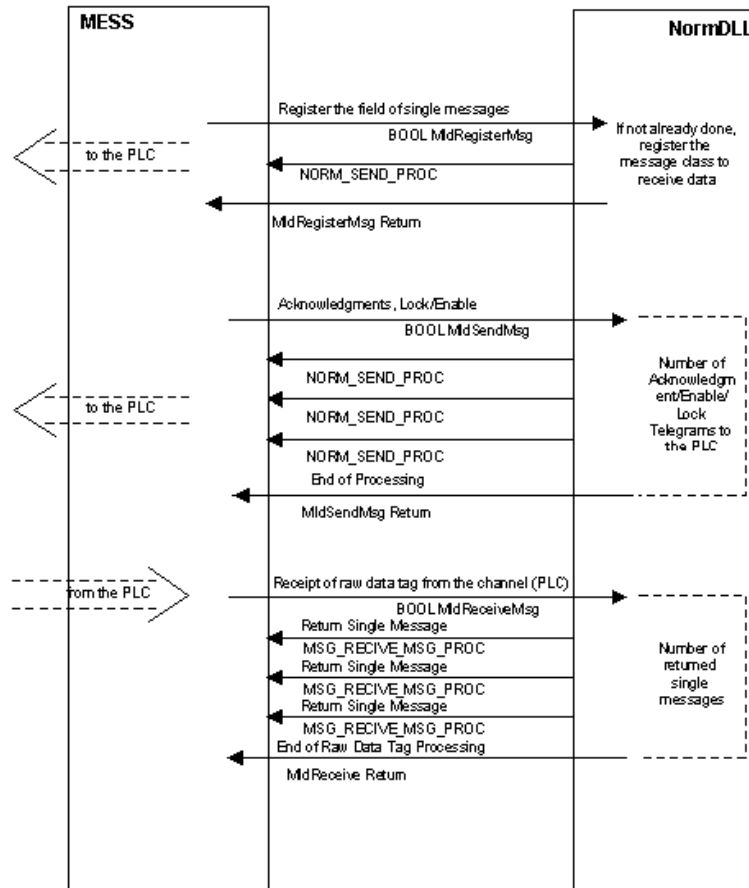 MESS
NormDLL
Register the field of single messages
BOOL MldRegisterMsg
If not already done,
register the
message class to
receive data
to the PLC
NORM_SEND_PROC
MldRegisterMsg Return
Acknowledgments, Lock/Enable
BOOL MldSendMsg
NORM_SEND_PROC
NORM_SEND_PROC
NORM_SEND_PROC
to the PLC
Number of
Acknowledgm
ent/Enable/
Lock
Telegrams to
the PLC
End of Processing
MldSendMsg Return
from the PLC
Receipt of raw data tag from the channel (PLC)
BOOL MldReceiveMsg
Return Single Message
MSG_RECIVE_MSG_PROC
Return Single Message
MSG_RECIVE_MSG_PROC
Return Single Message
MSG_RECIVE_MSG_PROC
Number of
returned
single
messages
End of Raw Data Tag Processing
MldReceive Return